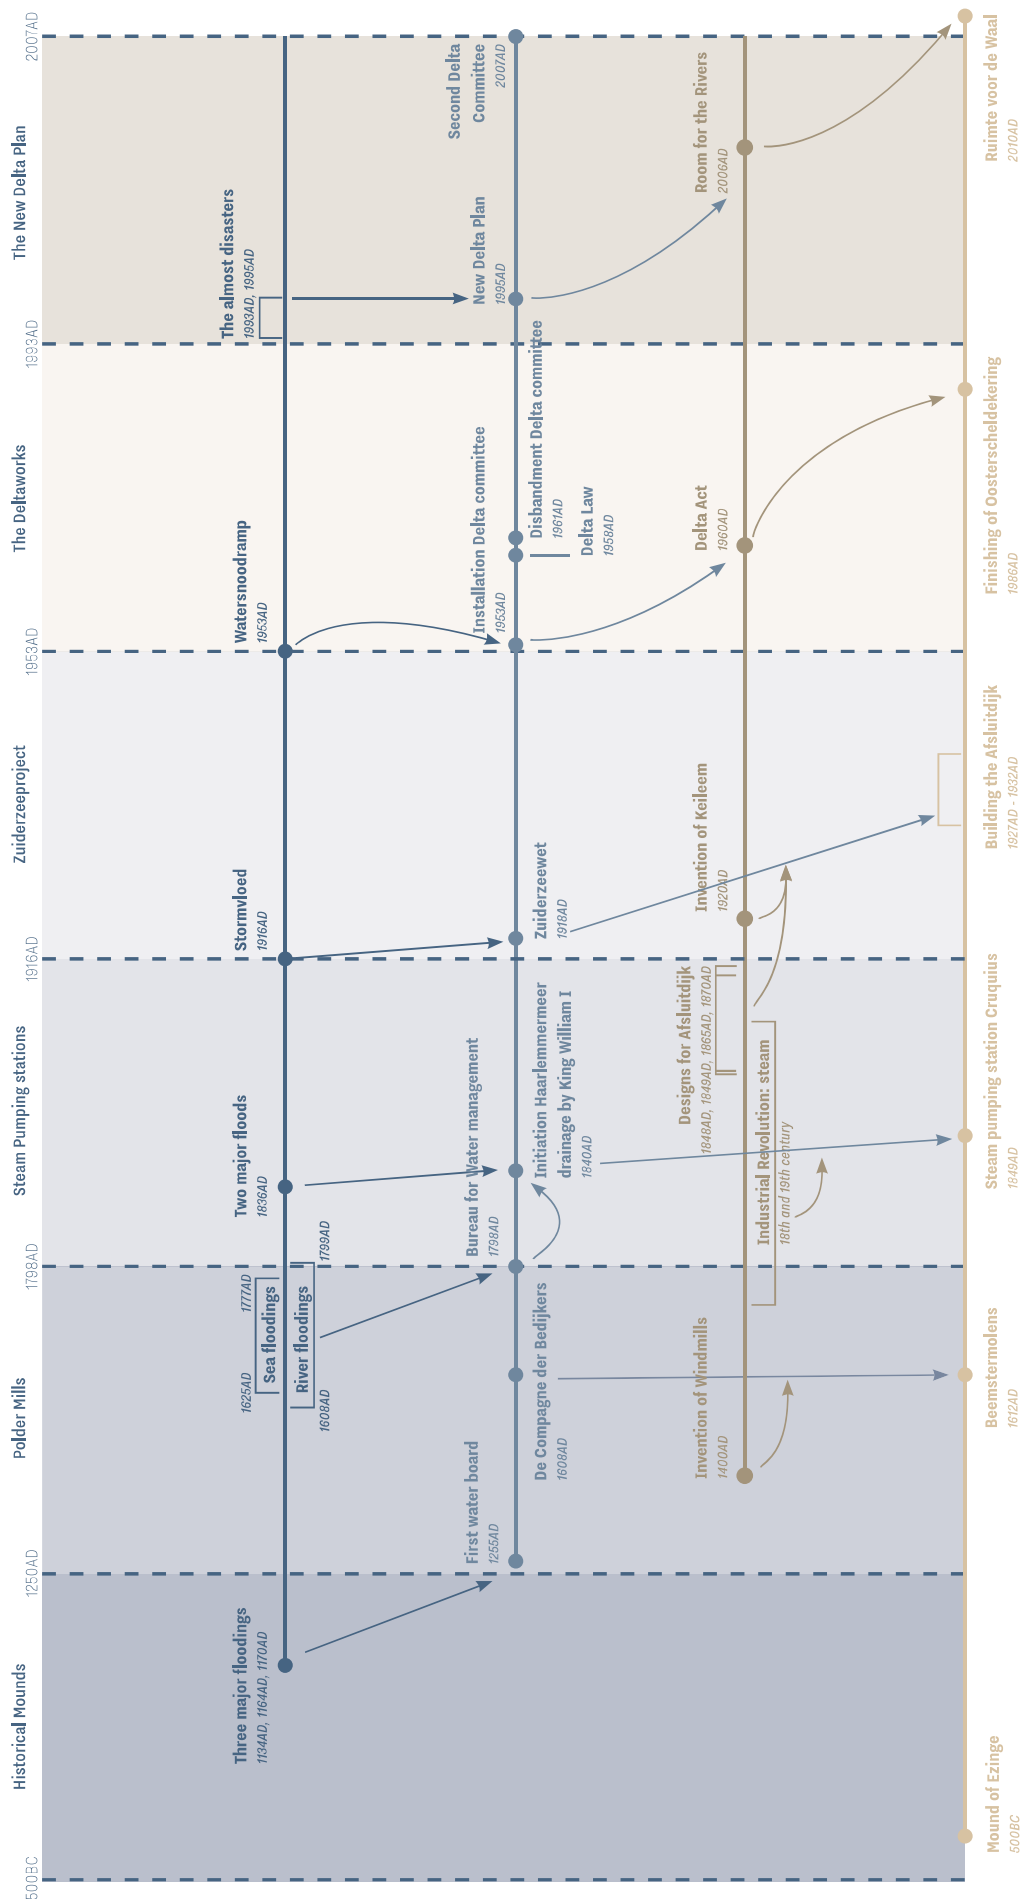 500BC
Historical Mounds
1250AD
Polder Mills
1798AD
Steam Pumping stations
1916AD
Zuiderzeeproject
1953AD
The Deltaworks
1993AD
The New Delta Plan
2007AD
Three major floodings
1134AD, 1164AD, 1170AD
1625AD
1777AD
Sea floodings
River floodings
1608AD
1799AD
Two major floods
1836AD
Stormvloed
1916AD
Watersnoodramp
1953AD
The almost disasters
1993AD, 1995AD
First water board
1255AD
De Compagne der Bedijkers
1608AD
Bureau for Water management
1798AD
Initiation Haarlemmermeer
drainage by King William I
1840AD
Zuiderzeewet
1918AD
Installation Delta committee
1953AD
Disbandment Delta committee
1961AD
Delta Law
1958AD
New Delta Plan
1995AD
Second Delta
Committee
2007AD
Invention of Windmills
1400AD
Industrial Revolution: steam
18th and 19th century
Designs for Afsluitdijk
1848AD, 1849AD, 1865AD, 1870AD
Invention of Keileem
1920AD
Delta Act
1960AD
Room for the Rivers
2006AD
Mound of Ezinge
500BC
Beemstermolens
1612AD
Steam pumping station Cruquius
1849AD
Building the Afsluitdijk
1927AD - 1932AD
Finishing of Oosterscheldekering
1986AD
Ruimte voor de Waal
2010AD